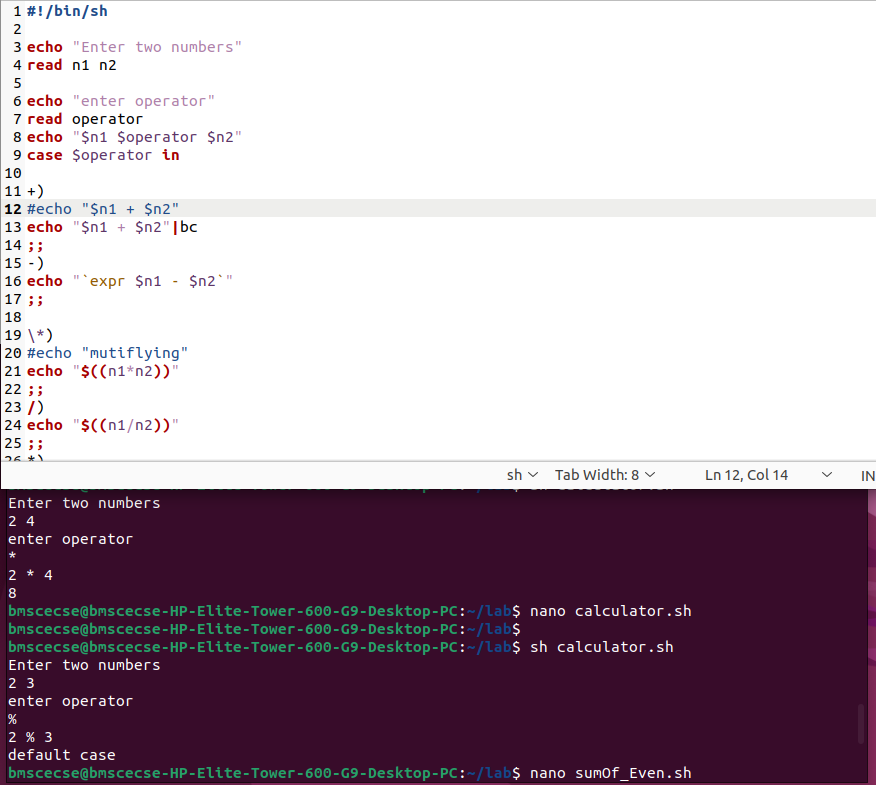 1 #!/bin/sh
2
3 echo "Enter two numbers"
4 read n1 n2
5
6 echo "enter operator"
7 read operator
8 echo "$n1 $operator $n2"
9 case $operator in
10
11 +)
12 #echo "$n1 + $n2"
13 echo "$n1 + $n2"|bc
14 ;;
15 -)
16 echo "`expr $n1 - $n2`"
17 ;;
18
19 \*)
20 #echo "mutiflying"
21 echo "$((n1*n2))"
22 ;;
23 /)
24 echo "$((n1/n2))"
25 ;;
26 *)
sh Tab Width: 8 Ln 12, Col 14 IN
Enter two numbers
2 4
enter operator
*
2 * 4
8
bmscecse@bmscecse-HP-Elite-Tower-600-G9-Desktop-PC:~/lab$ nano calculator.sh
bmscecse@bmscecse-HP-Elite-Tower-600-G9-Desktop-PC:~/lab$
bmscecse@bmscecse-HP-Elite-Tower-600-G9-Desktop-PC:~/lab$ sh calculator.sh
Enter two numbers
2 3
enter operator
%
2 % 3
default case
bmscecse@bmscecse-HP-Elite-Tower-600-G9-Desktop-PC:~/lab$ nano sumOf_Even.sh